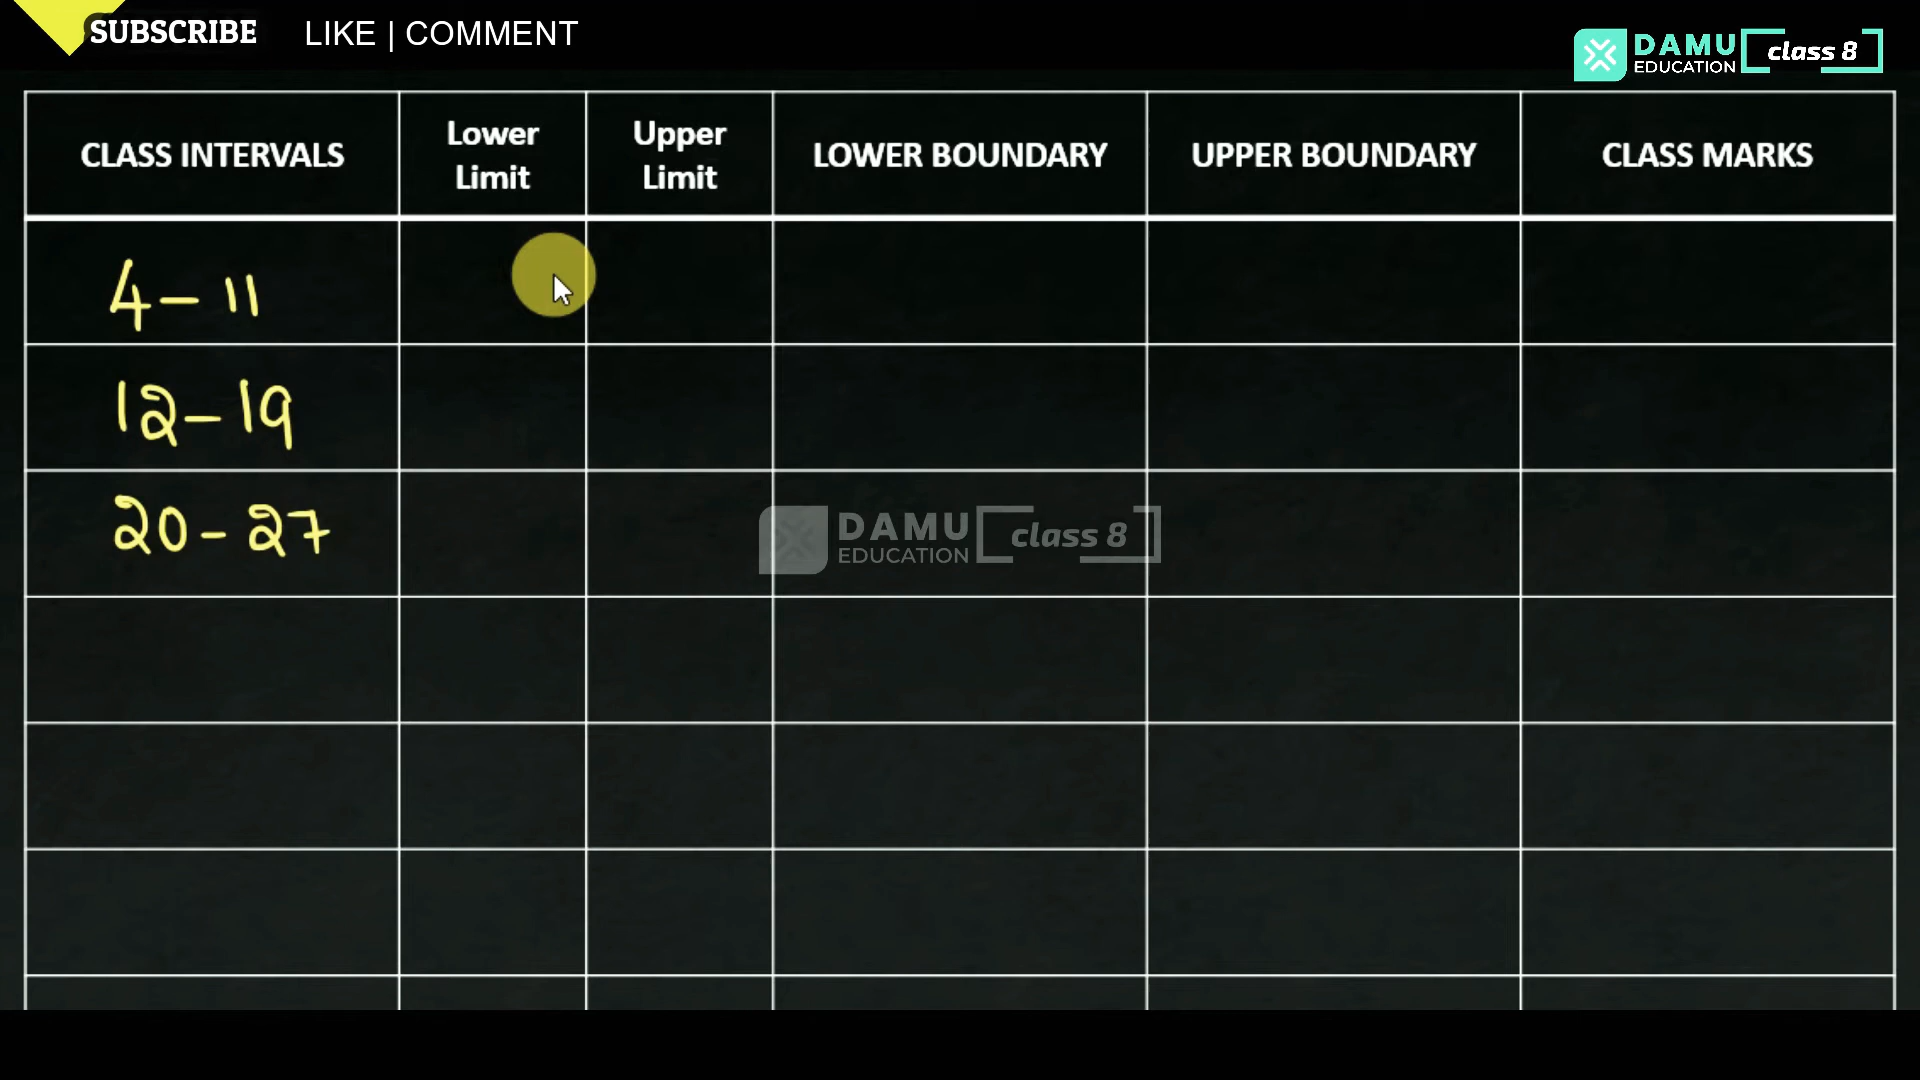 SUBSCRIBE LIKE | COMMENT
DAMU EDUCATION class 8
CLASS INTERVALS Lower Limit Upper Limit LOWER BOUNDARY UPPER BOUNDARY CLASS MARKS
4 – 11
12 – 19
20 – 27
DAMU EDUCATION class 8